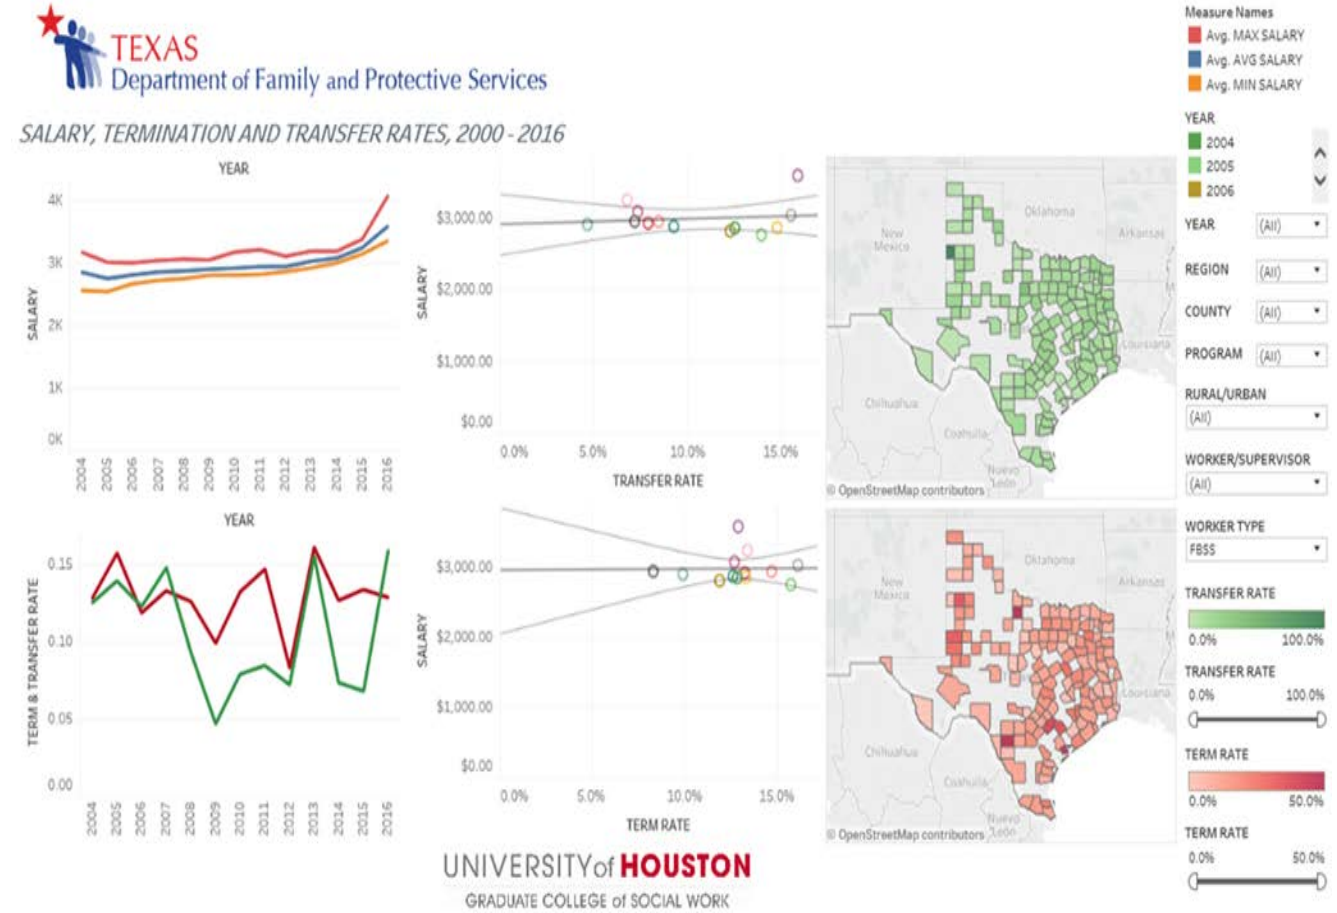 TEXAS
Department of Family and Protective Services
SALARY, TERMINATION AND TRANSFER RATES, 2000 - 2016
YEAR
4K
3K
2K
1K
0K
SALARY
2004
2005
2006
2007
2008
2009
2010
2011
2012
2013
2014
2015
2016
$3,000.00
$2,000.00
$1,000.00
$0.00
SALARY
0.0%
5.0%
10.0%
15.0%
TRANSFER RATE
Oklahoma
New
Mexico
Arkansas
Louisiana
Chihuahua
Coahuila
Nuevo
León
© OpenStreetMap contributors
YEAR
0.15
0.10
0.05
0.00
TERM & TRANSFER RATE
2004
2005
2006
2007
2008
2009
2010
2011
2012
2013
2014
2015
2016
$3,000.00
$2,000.00
$1,000.00
$0.00
SALARY
0.0%
5.0%
10.0%
15.0%
TERM RATE
Oklahoma
New
Mexico
Arkansas
Louisiana
Chihuahua
Coahuila
Nuevo
León
© OpenStreetMap contributors
Measure Names
Avg. MAX SALARY
Avg. AVG SALARY
Avg. MIN SALARY
YEAR
2004
2005
2006
YEAR (All)
REGION (All)
COUNTY (All)
PROGRAM (All)
RURAL/URBAN
(All)
WORKER/SUPERVISOR
(All)
WORKER TYPE
FBSS
TRANSFER RATE
0.0% 100.0%
TRANSFER RATE
0.0% 100.0%
TERM RATE
0.0% 50.0%
TERM RATE
0.0% 50.0%
UNIVERSITY of HOUSTON
GRADUATE COLLEGE of SOCIAL WORK